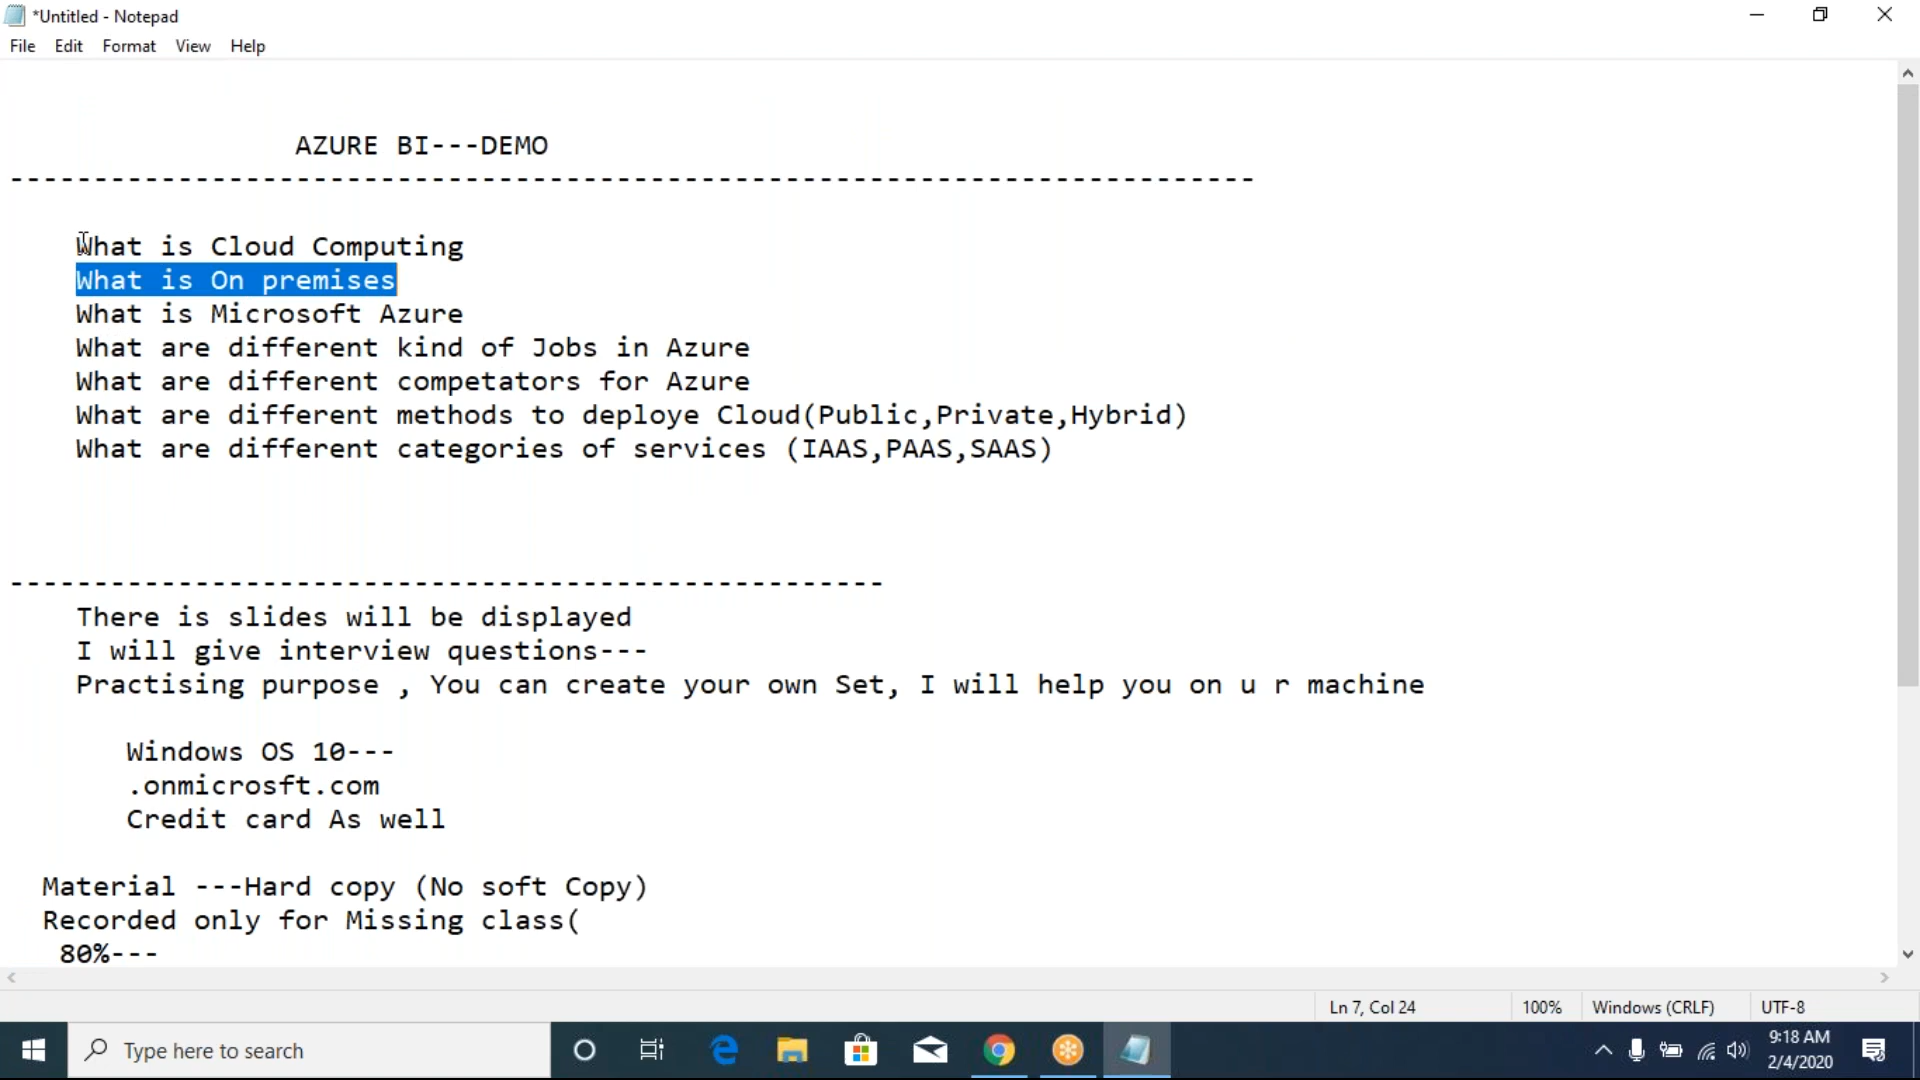 *Untitled - Notepad
File Edit Format View Help
AZURE BI---DEMO
--------------------------------------------------------------------------
What is Cloud Computing
What is On premises
What is Microsoft Azure
What are different kind of Jobs in Azure
What are different competators for Azure
What are different methods to deploye Cloud(Public,Private,Hybrid)
What are different categories of services (IAAS,PAAS,SAAS)
----------------------------------------------------
There is slides will be displayed
I will give interview questions---
Practising purpose , You can create your own Set, I will help you on u r machine
Windows OS 10---
.onmicrosft.com
Credit card As well
Material ---Hard copy (No soft Copy)
Recorded only for Missing class(
80%---
Ln 7, Col 24 100% Windows (CRLF) UTF-8
Type here to search
9:18 AM
2/4/2020